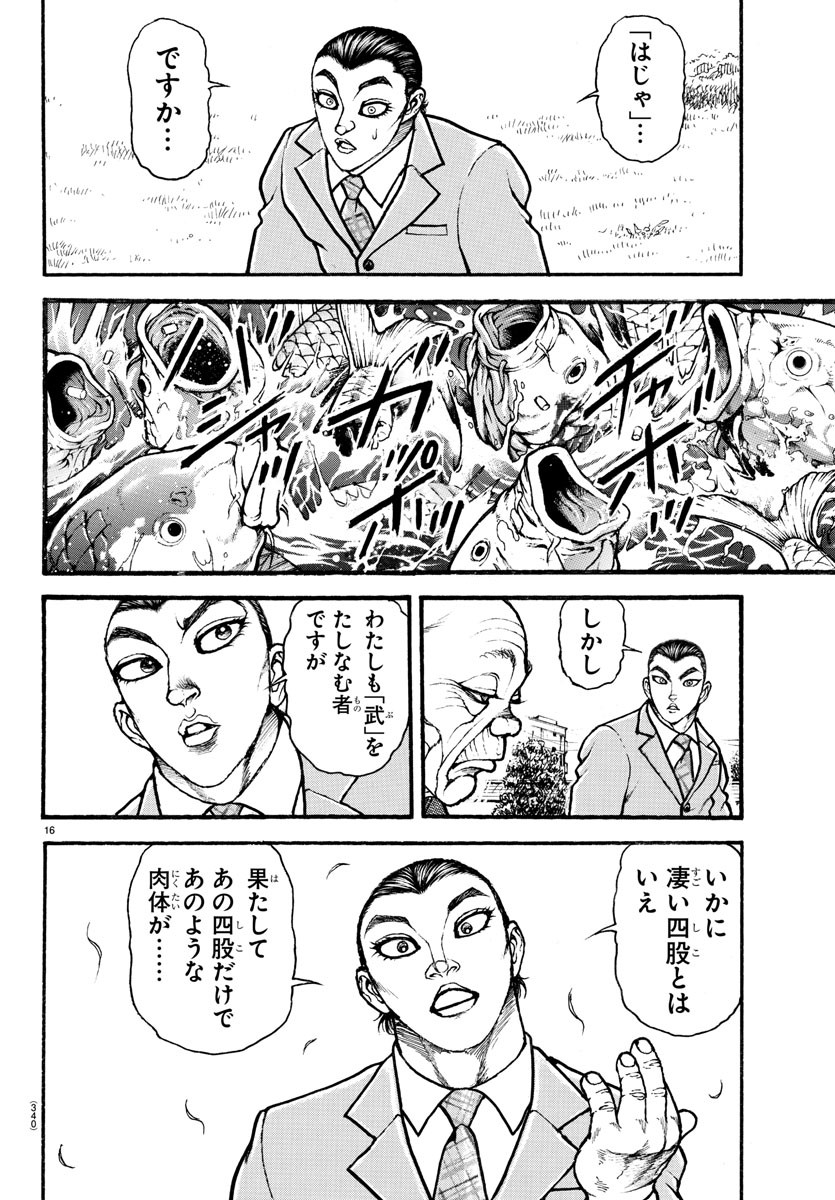 「はじゃ」…
ですか…
チャ
ボ
ガ
ポッ
ジャッ
しかし
わたしも「武」を
たしなむ者
ですが
いかに
凄い四股とは
いえ
果たして
あの四股だけで
あのような
肉体が……
16
(340)